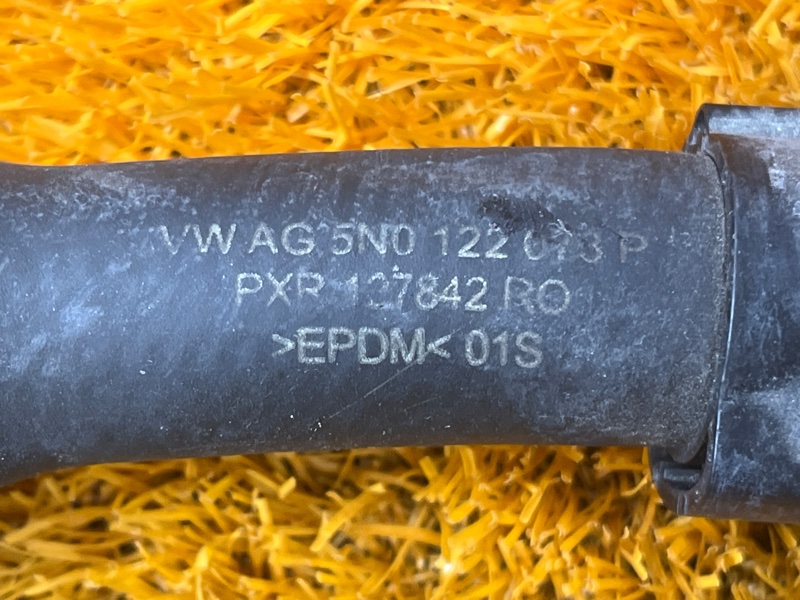 VW AG 5N0 122 073 P
PXR 127842 RO
>EPDM< 01S